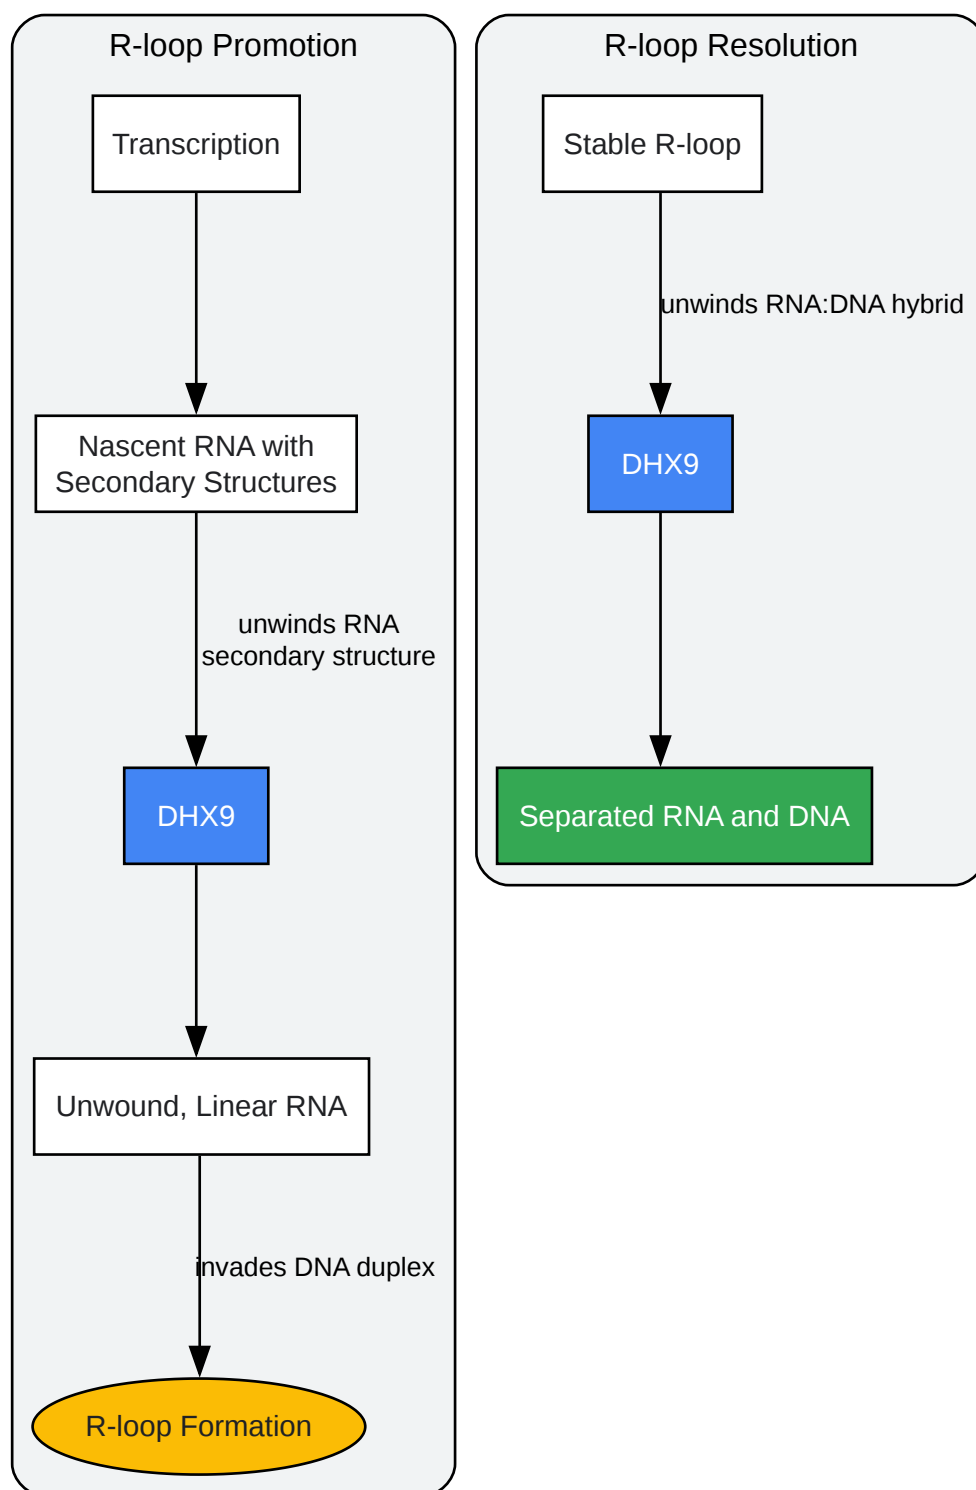 R-loop Promotion
Transcription
Nascent RNA with
Secondary Structures
unwinds RNA
secondary structure
DHX9
Unwound, Linear RNA
invades DNA duplex
R-loop Formation
R-loop Resolution
Stable R-loop
unwinds RNA:DNA hybrid
DHX9
Separated RNA and DNA